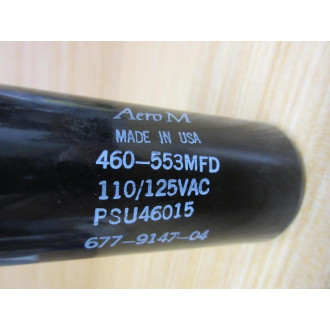 Aero M
MADE IN USA
460-553MFD
110/125VAC
PSU46015
677-9147-04